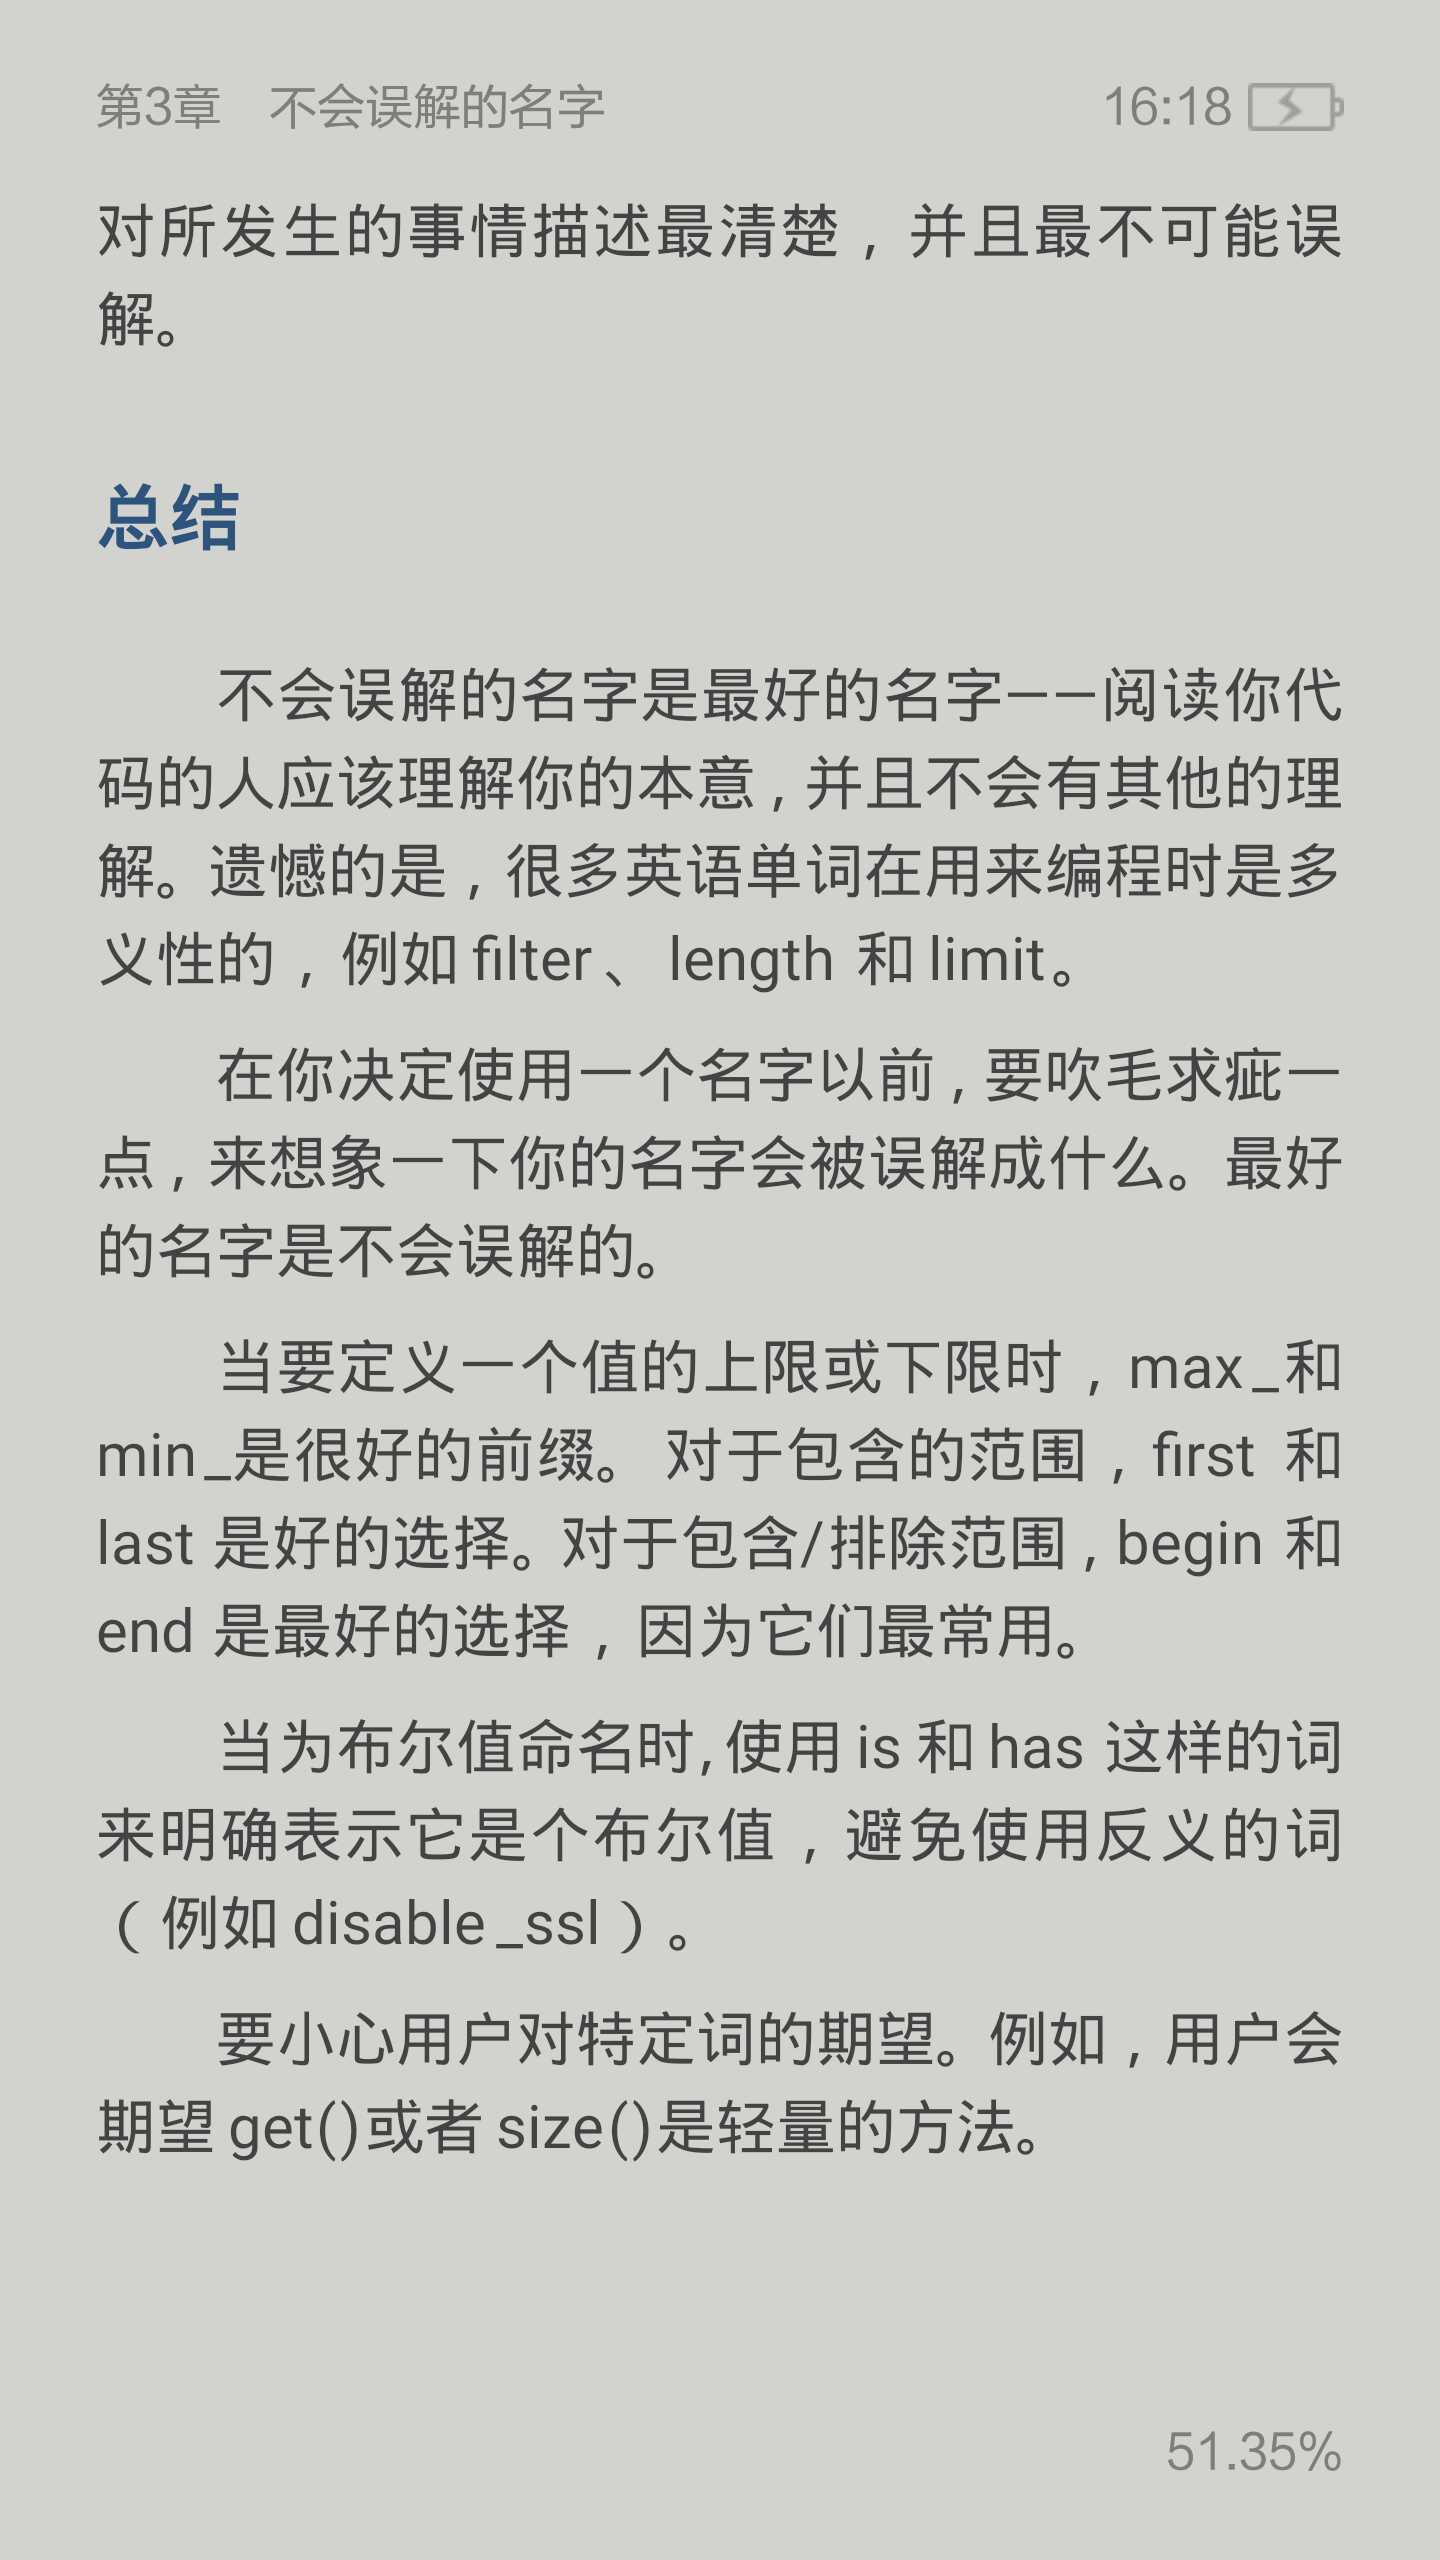 第3章　不会误解的名字
16:18
对所发生的事情描述最清楚，并且最不可能误
解。
总结
不会误解的名字是最好的名字——阅读你代
码的人应该理解你的本意，并且不会有其他的理
解。遗憾的是，很多英语单词在用来编程时是多
义性的，例如 filter、length 和 limit。
在你决定使用一个名字以前，要吹毛求疵一
点，来想象一下你的名字会被误解成什么。最好
的名字是不会误解的。
当要定义一个值的上限或下限时，max_和
min_是很好的前缀。对于包含的范围，first 和
last 是好的选择。对于包含/排除范围，begin 和
end 是最好的选择，因为它们最常用。
当为布尔值命名时，使用 is 和 has 这样的词
来明确表示它是个布尔值，避免使用反义的词
（例如 disable_ssl）。
要小心用户对特定词的期望。例如，用户会
期望 get()或者 size()是轻量的方法。
51.35%